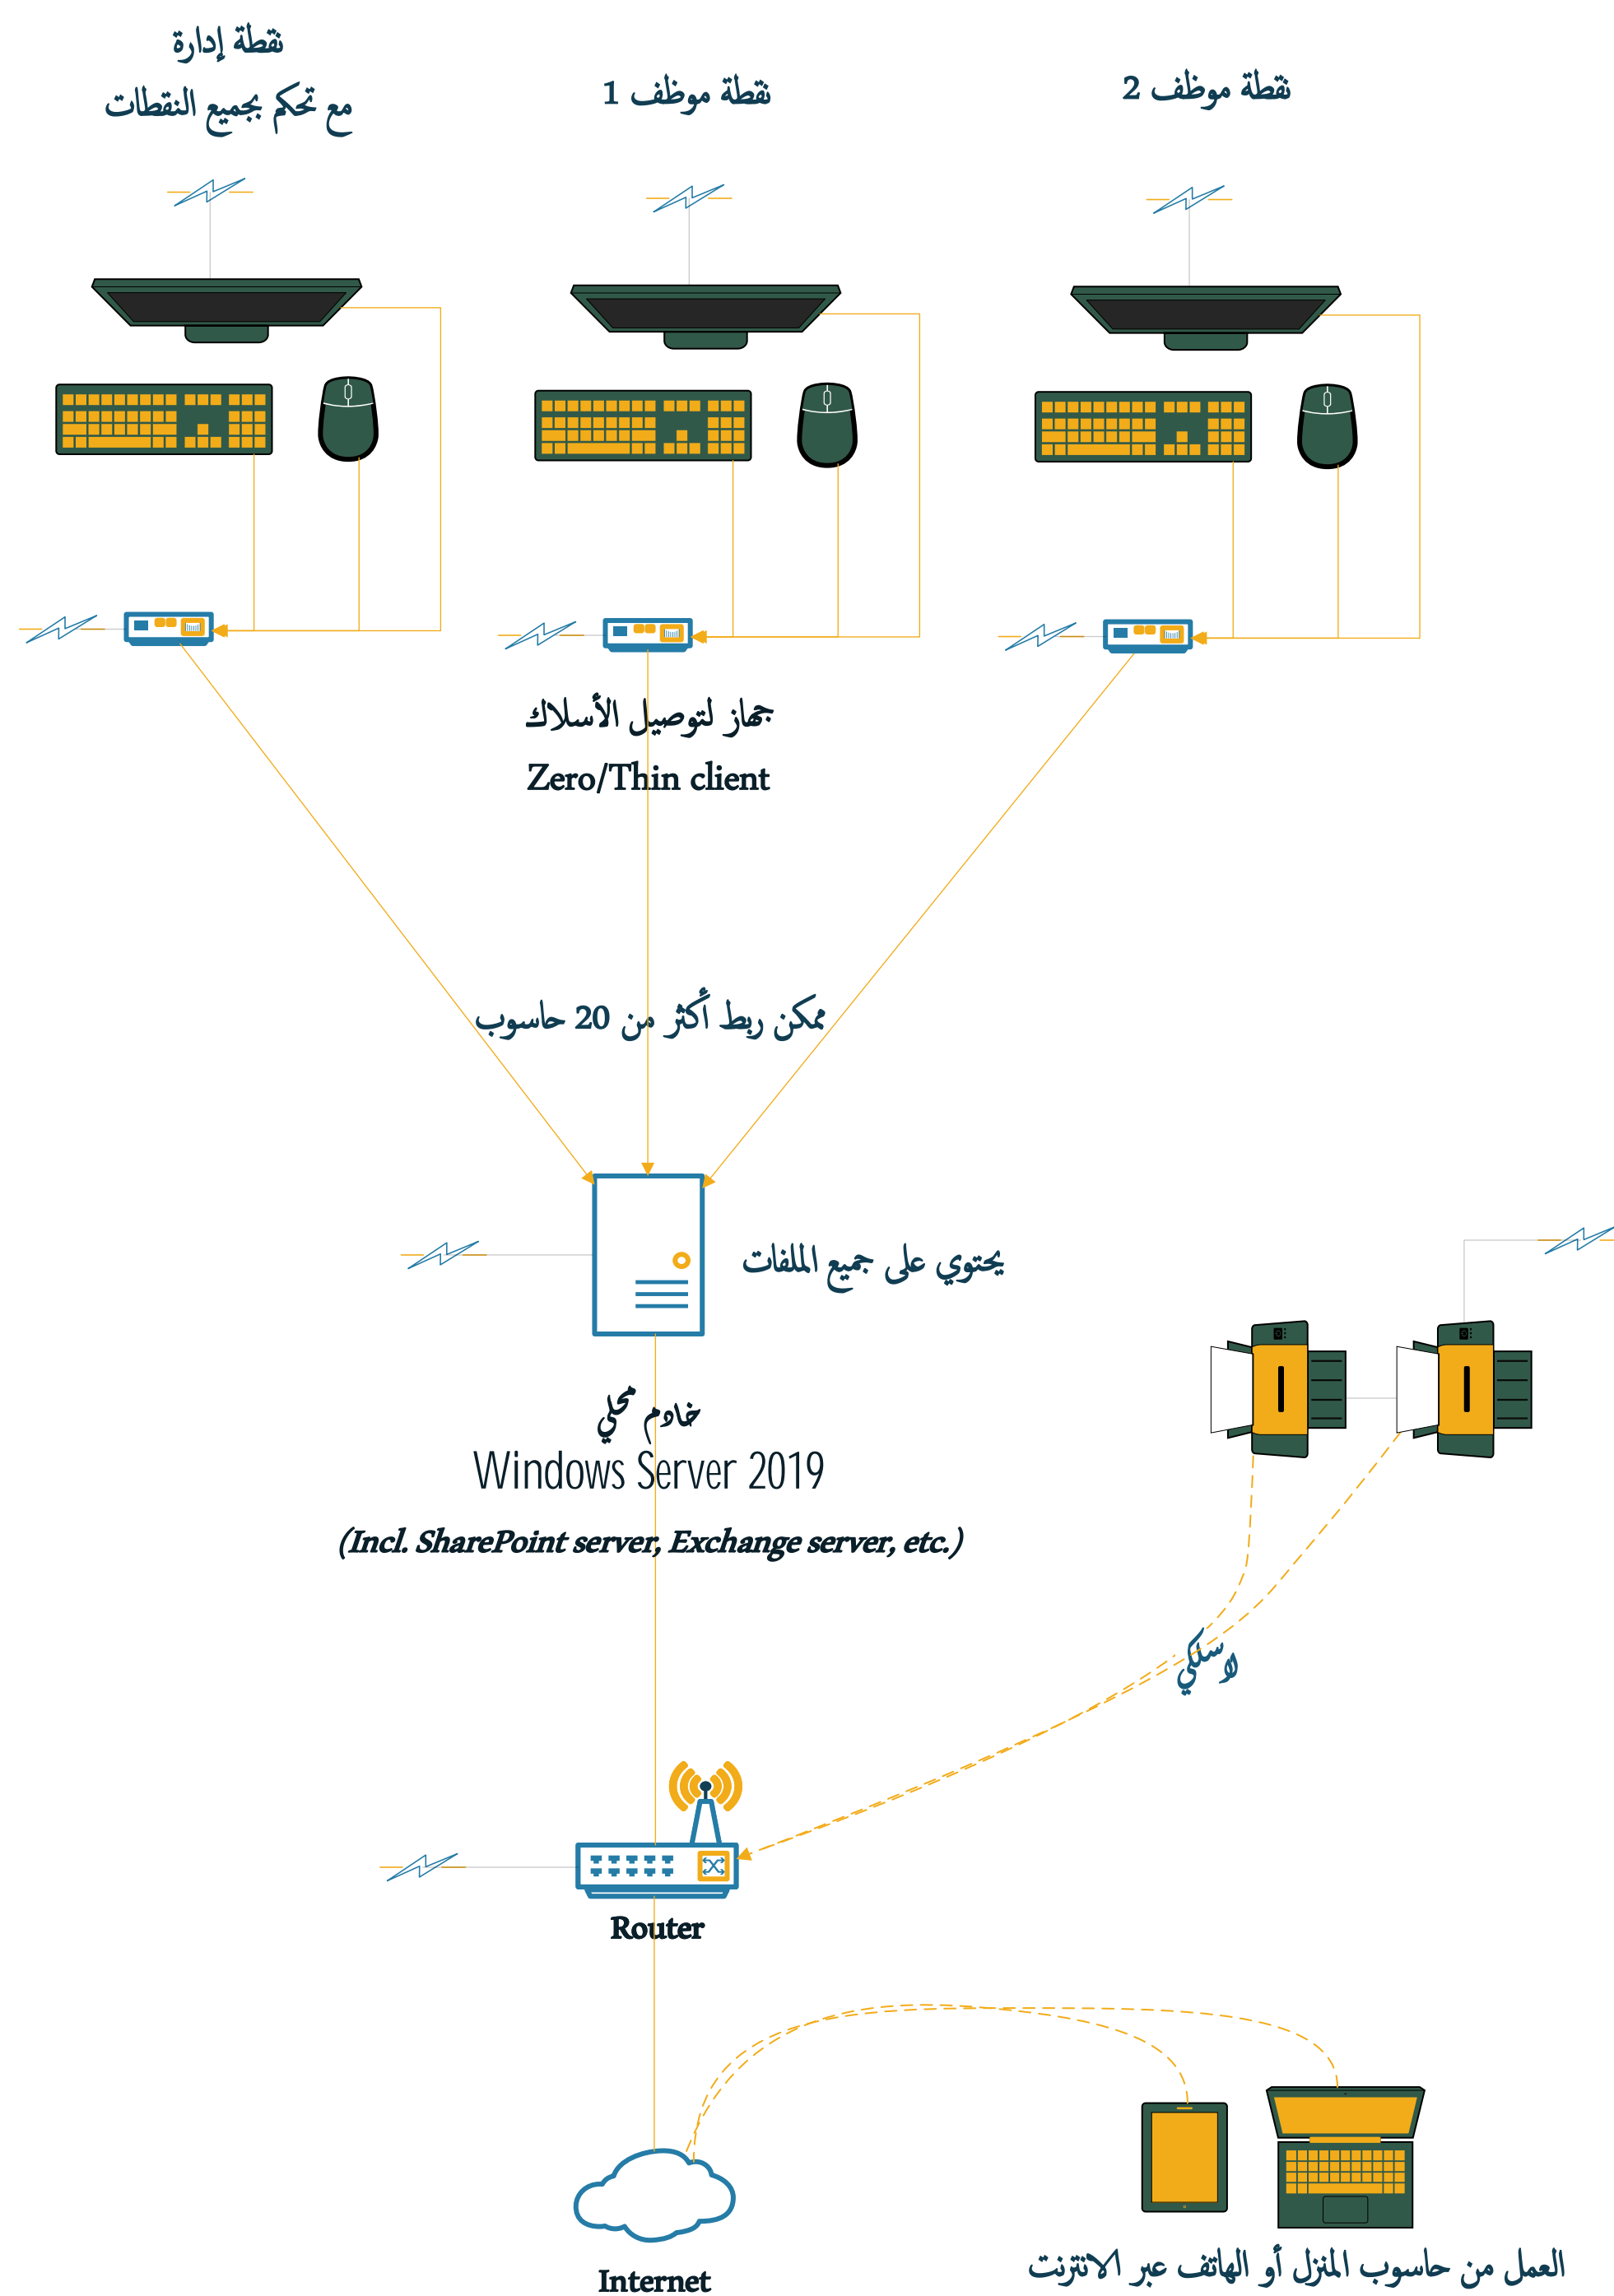 نقطة إدارة
مع تحكم بجميع النقطات
نقطة موظف 1
نقطة موظف 2
جهاز لتوصيل الأسلاك
Zero/Thin client
ممكن ربط أكثر من 20 حاسوب
يحتوي على جميع الملفات
خادم محلي
Windows Server 2019
(Incl. SharePoint server, Exchange server, etc.)
لاسلكي
Router
Internet
العمل من حاسوب المنزل أو الهاتف عبر الانترنت